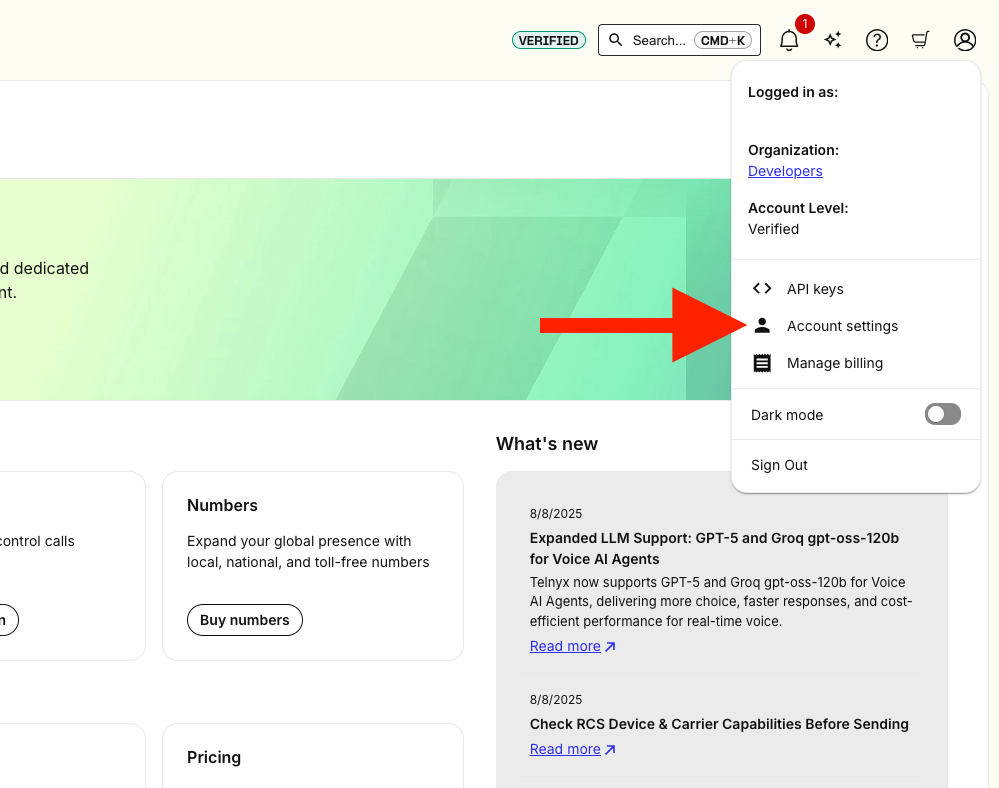 VERIFIED
Search... CMD+K
1
Logged in as:
Organization:
Developers
Account Level:
Verified
API keys
Account settings
Manage billing
Dark mode
Sign Out
d dedicated
nt.
What's new
ontrol calls
n
Numbers
Expand your global presence with
local, national, and toll-free numbers
Buy numbers
Pricing
8/8/2025
Expanded LLM Support: GPT-5 and Groq gpt-oss-120b
for Voice AI Agents
Telnyx now supports GPT-5 and Groq gpt-oss-120b for Voice
AI Agents, delivering more choice, faster responses, and cost-
efficient performance for real-time voice.
Read more
8/8/2025
Check RCS Device & Carrier Capabilities Before Sending
Read more